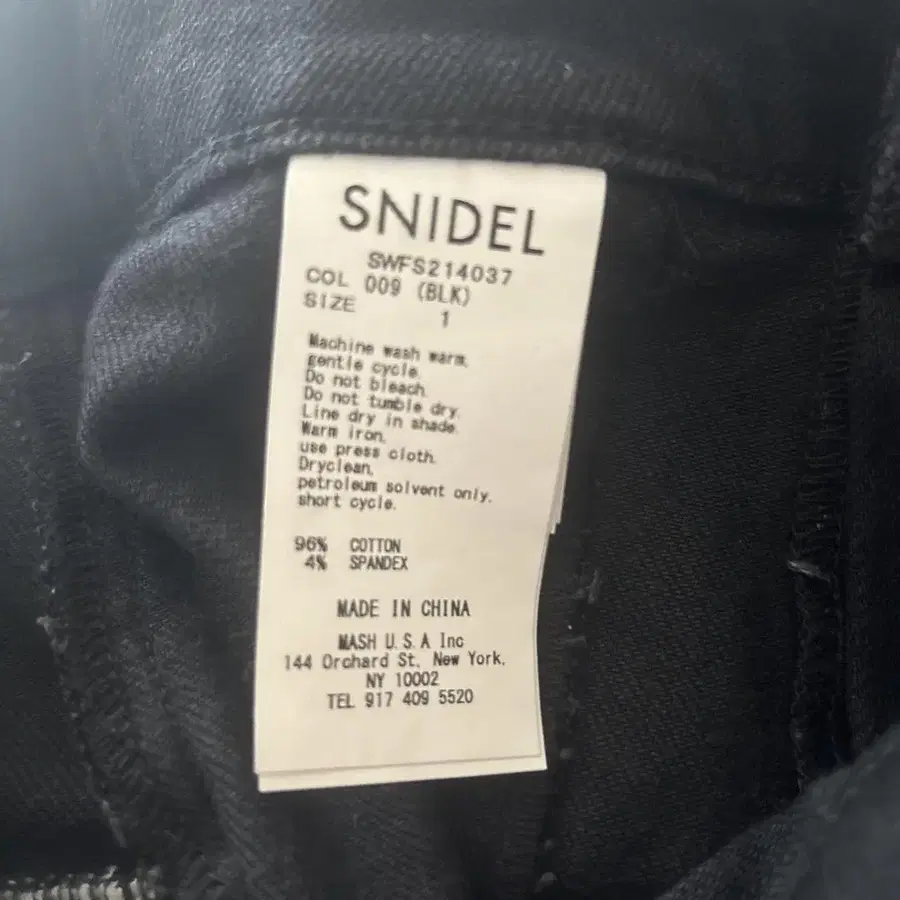 SNIDEL
SWFS214037
COL 009 (BLK)
SIZE 1
Machine wash warm,
gentle cycle.
Do not bleach.
Do not tumble dry.
Line dry in shade.
Warm iron,
use press cloth.
Dryclean,
petroleum solvent only.
short cycle.
96% COTTON
4% SPANDEX
MADE IN CHINA
MASH U.S.A Inc
144 Orchard St. New York,
NY 10002
TEL 917 409 5520